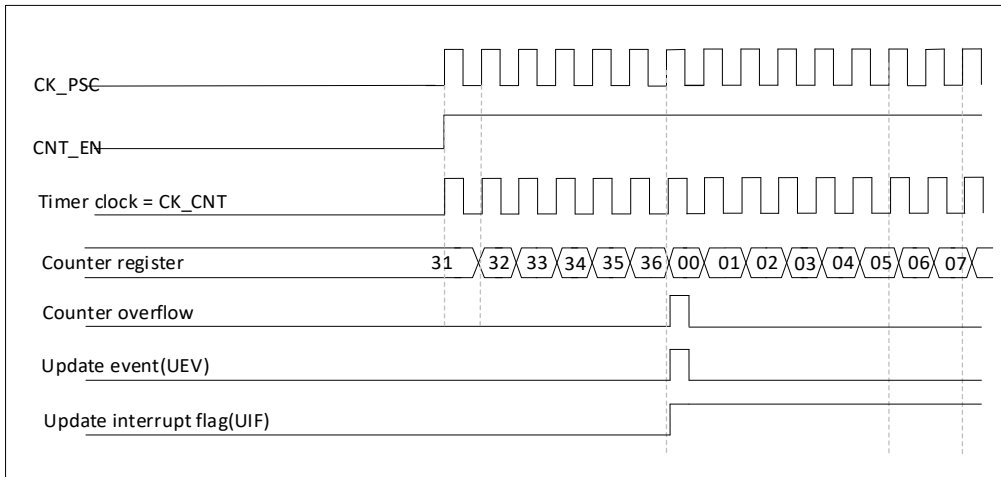 CK_PSC
CNT_EN
Timer clock = CK_CNT
Counter register 31 32 33 34 35 36 00 01 02 03 04 05 06 07
Counter overflow
Update event(UEV)
Update interrupt flag(UIF)